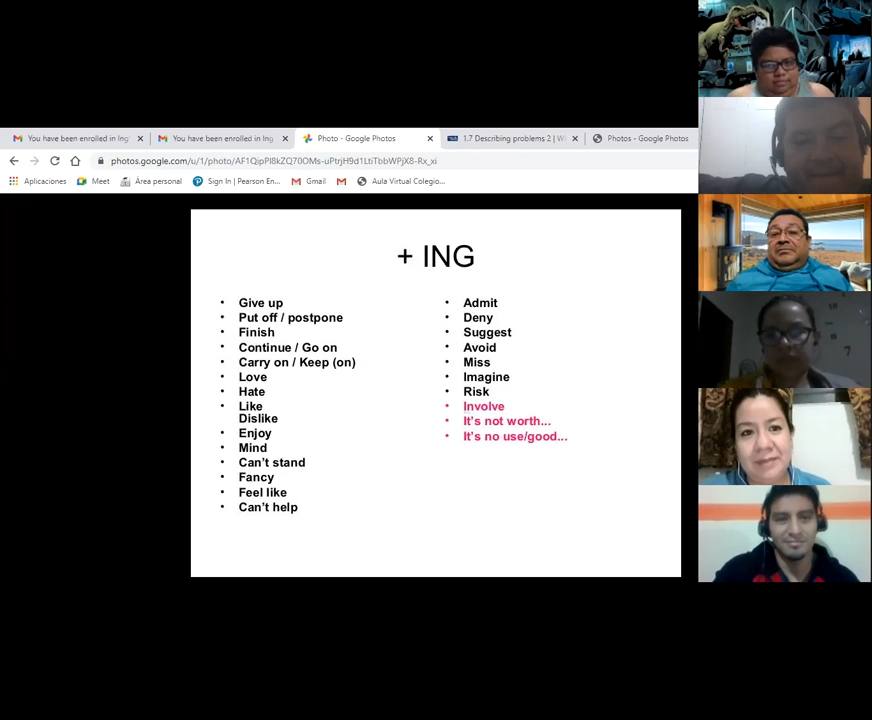 You have been enrolled in Ing
You have been enrolled in Ing
Photo - Google Photos
1.7 Describing problems 2 | W
Photos - Google Photos
photos.google.com/u/1/photo/
Aplicaciones
Meet
Área personal
Sign In | Pearson En...
Gmail
Aula Virtual Colegio...
+ ING
• Give up
• Put off / postpone
• Finish
• Continue / Go on
• Carry on / Keep (on)
• Love
• Hate
• Like
Dislike
• Enjoy
• Mind
• Can't stand
• Fancy
• Feel like
• Can't help
• Admit
• Deny
• Suggest
• Avoid
• Miss
• Imagine
• Risk
• Involve
• It's not worth...
• It's no use/good...